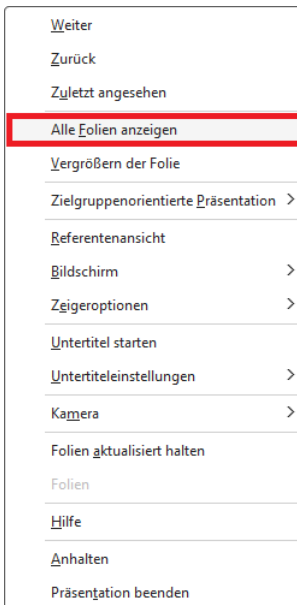 Weiter
Zurück
Zuletzt angesehen
Alle Folien anzeigen
Vergrößern der Folie
Zielgruppenorientierte Präsentation
Referentenansicht
Bildschirm
Zeigeroptionen
Untertitel starten
Untertiteleinstellungen
Kamera
Folien aktualisiert halten
Folien
Hilfe
Anhalten
Präsentation beenden